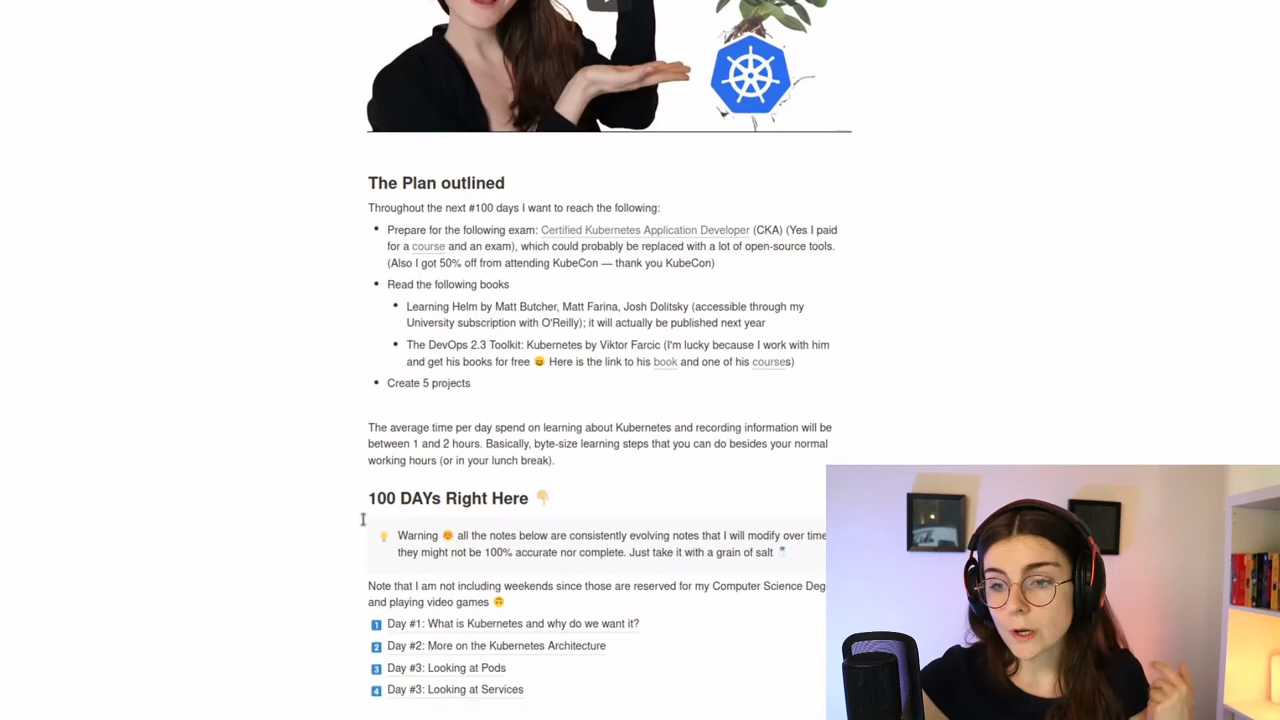 The Plan outlined
Throughout the next #100 days I want to reach the following:
• Prepare for the following exam: Certified Kubernetes Application Developer (CKA) (Yes I paid
for a course and an exam), which could probably be replaced with a lot of open-source tools.
(Also I got 50% off from attending KubeCon — thank you KubeCon)
• Read the following books
• Learning Helm by Matt Butcher, Matt Farina, Josh Dolitsky (accessible through my
University subscription with O'Reilly); it will actually be published next year
• The DevOps 2.3 Toolkit: Kubernetes by Viktor Farcic (I'm lucky because I work with him
and get his books for free 😄 Here is the link to his book and one of his courses)
• Create 5 projects
The average time per day spend on learning about Kubernetes and recording information will be
between 1 and 2 hours. Basically, byte-size learning steps that you can do besides your normal
working hours (or in your lunch break).
100 DAYs Right Here 👇🏻
Warning 😊 all the notes below are consistently evolving notes that I will modify over time
they might not be 100% accurate nor complete. Just take it with a grain of salt 🧂
Note that I am not including weekends since those are reserved for my Computer Science Deg
and playing video games 🙃
1 Day #1: What is Kubernetes and why do we want it?
2 Day #2: More on the Kubernetes Architecture
3 Day #3: Looking at Pods
4 Day #3: Looking at Services